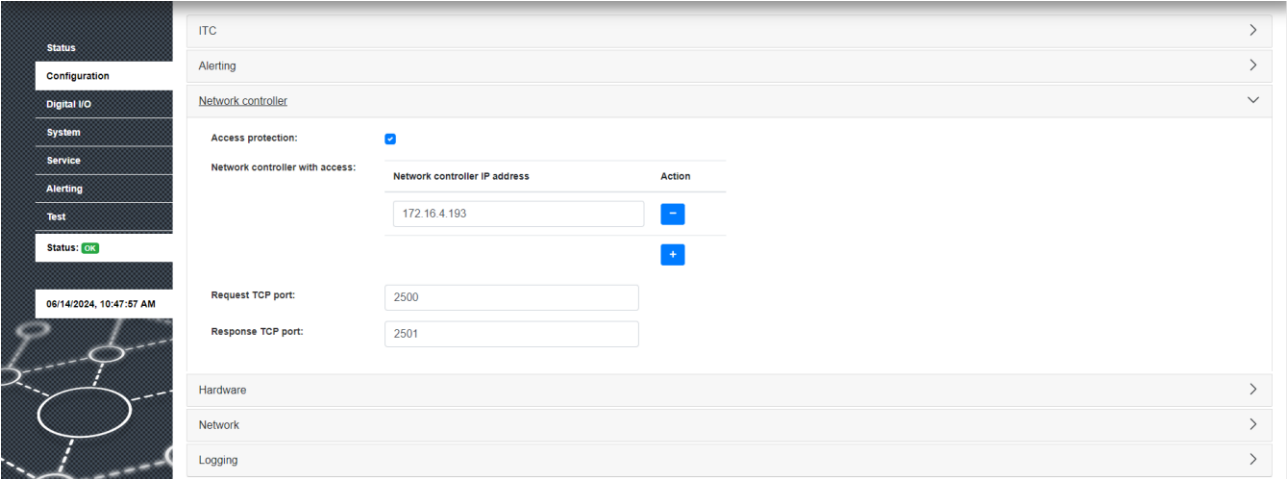 Status
Configuration
Digital I/O
System
Service
Alerting
Test
Status: OK
06/14/2024, 10:47:57 AM
ITC
Alerting
Network controller
Access protection:
Network controller with access:
Network controller IP address Action
172.16.4.193 −
+
Request TCP port: 2500
Response TCP port: 2501
Hardware
Network
Logging